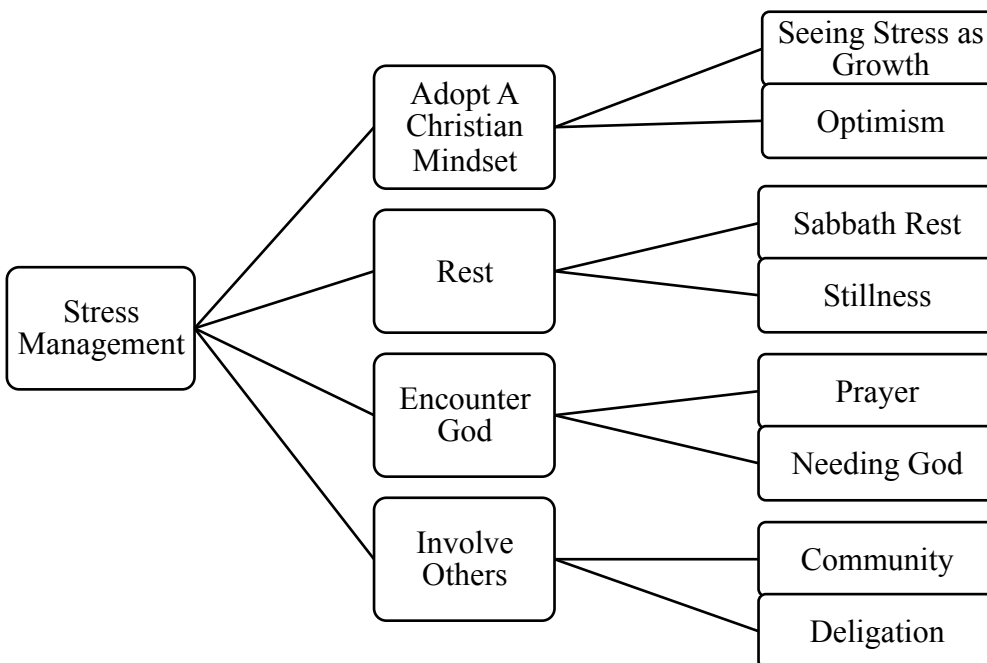 Stress
Management
Adopt A
Christian
Mindset
Seeing Stress as
Growth
Optimism
Rest
Sabbath Rest
Stillness
Encounter
God
Prayer
Needing God
Involve
Others
Community
Deligation